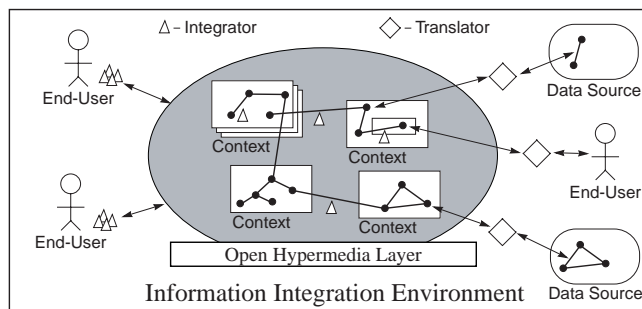 – Integrator
– Translator
End-User
Data Source
Context
Context
End-User
End-User
Context
Context
Open Hypermedia Layer
Information Integration Environment
Data Source